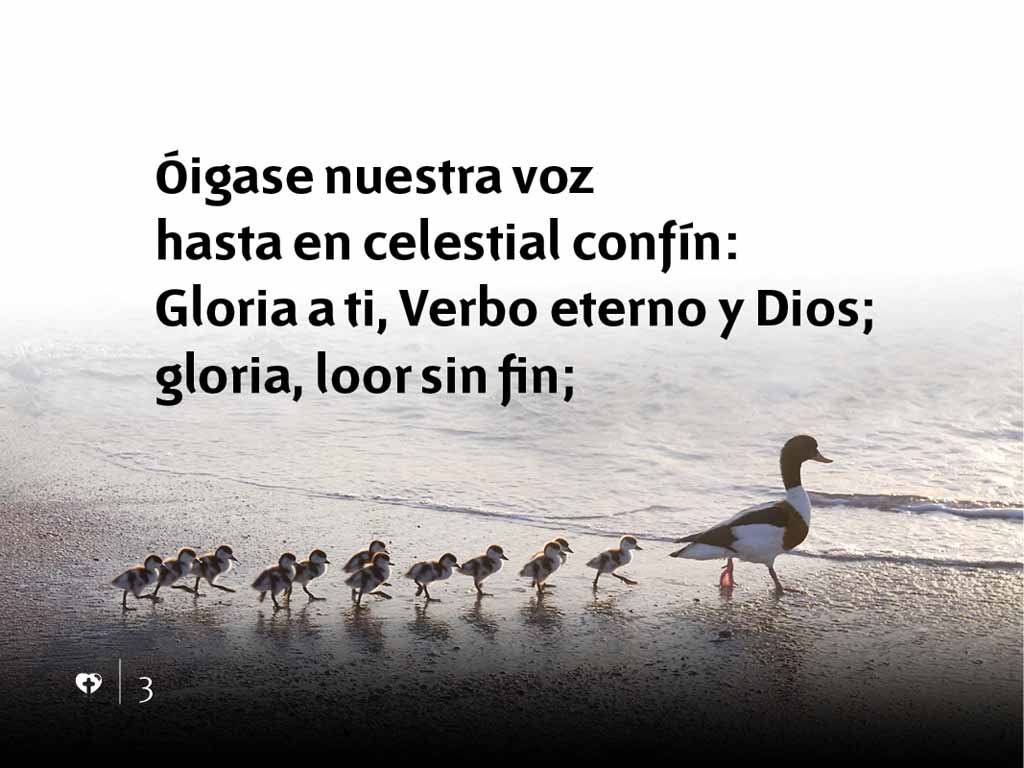 Óigase nuestra voz
hasta en celestial confín:
Gloria a ti, Verbo eterno y Dios;
gloria, loor sin fin;
3